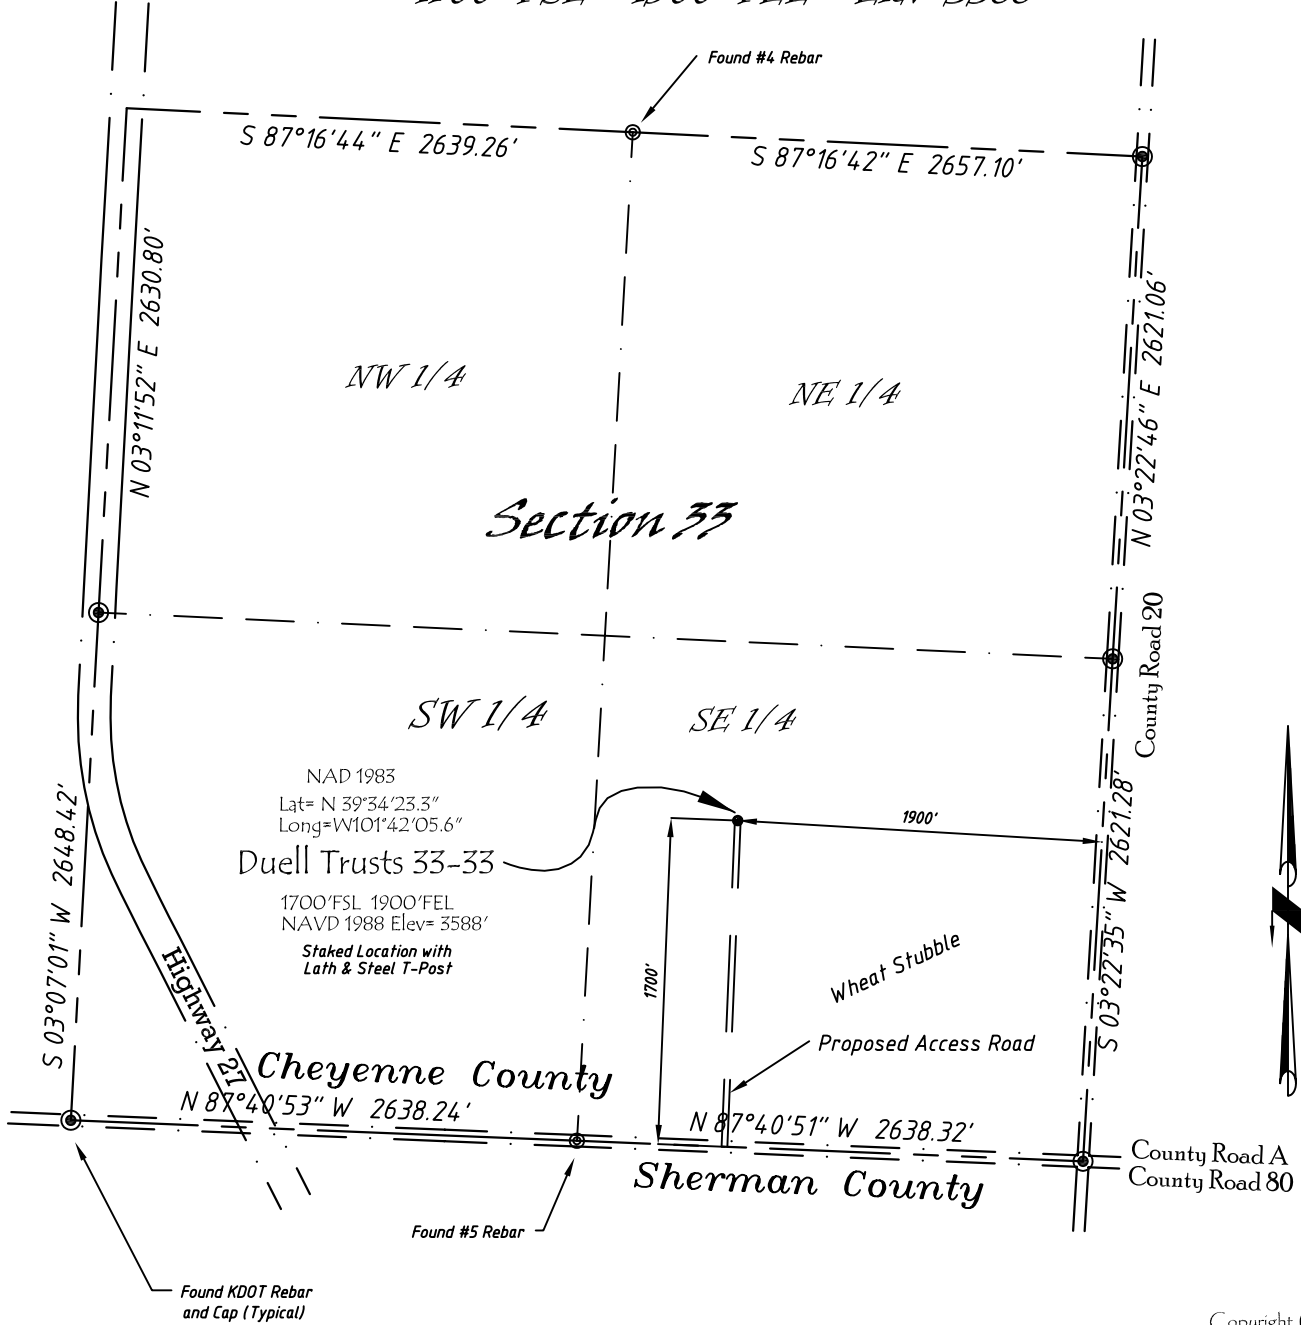 Found #4 Rebar
S 87°16'44" E 2639.26'
S 87°16'42" E 2657.10'
N 03°11'52" E 2630.80'
N 03°22'46" E 2621.06'
NW 1/4
NE 1/4
Section 33
County Road 20
SW 1/4
SE 1/4
NAD 1983
Lat= N 39°34'23.3"
Long=W101°42'05.6"
Duell Trusts 33-33
1700'FSL 1900'FEL
NAVD 1988 Elev= 3588'
Staked Location with
Lath & Steel T-Post
1900'
1700'
S 03°07'01" W 2648.42'
S 03°22'35" W 2621.28'
Highway 27
Wheat Stubble
Proposed Access Road
Cheyenne County
N 87°40'53" W 2638.24'
N 87°40'51" W 2638.32'
Sherman County
County Road A
County Road 80
Found #5 Rebar
Found KDOT Rebar
and Cap (Typical)